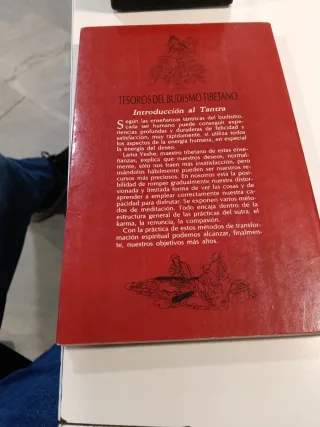 TESOROS DEL BUDISMO TIBETANO
Introducción al Tantra
Según las enseñanzas tántricas del budismo,
cada ser humano puede conseguir expe-
riencias profundas y duraderas de felicidad y
satisfacción, muy rápidamente, si utiliza todos
los aspectos de la energía humana, en especial
la energía del deseo.
Lama Yeshe, maestro tibetano de estas ense-
ñanzas, explica que nuestros deseos, normal-
mente, sólo nos traen más insatisfacción, pero
usándolos hábilmente pueden ser nuestros re-
cursos más preciosos. En nosotros está la posi-
bilidad de romper gradualmente nuestra distor-
sionada y limitada forma de ver las cosas y de
aprender a emplear correctamente nuestra ca-
pacidad para disfrutar. Se exponen varios méto-
dos de meditación. Todo encaja dentro de la
estructura general de las prácticas del sutra: el
karma, la renuncia, la compasión.
Con la práctica de estos métodos de transfor-
mación espiritual podemos alcanzar, finalmen-
te, nuestros objetivos más altos.